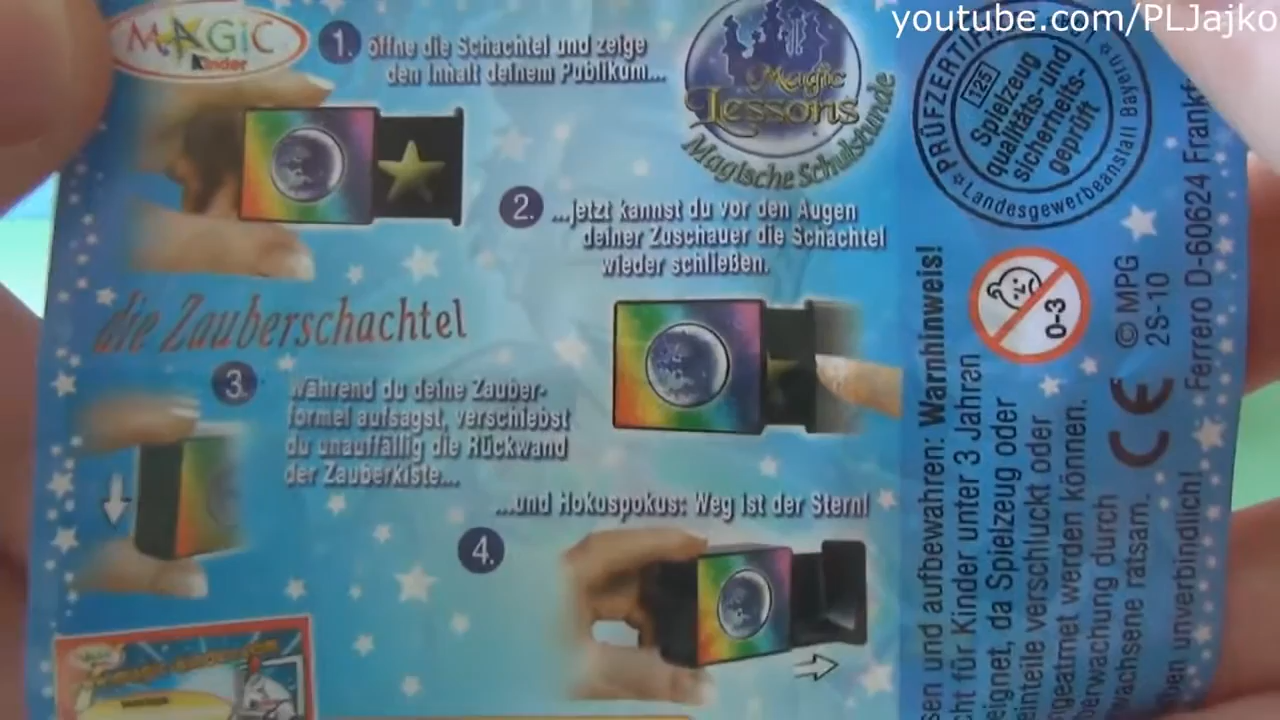 youtube.com/PLJajko
MAGiC
Kinder
1. öffne die Schachtel und zeige
den Inhalt deinem Publikum...
Magic
Lessons
Magische Schulstunde
2. ...jetzt kannst du vor den Augen
deiner Zuschauer die Schachtel
wieder schließen.
die Zauberschachtel
3. Während du deine Zauber-
formel aufsagst, verschiebst
du unauffällig die Rückwand
der Zauberkiste...
...und Hokuspokus: Weg ist der Stern!
4.
125
Spielzeug
qualitäts- und
sicherheits-
geprüft
Landesgewerbeanstalt Bayern
0-3
© MPG
2S-10
CE
Ferrero D-60624 Frankf
sen und aufbewahren: Warnhinweis!
cht für Kinder unter 3 Jahran
eignet, da Spielzeug oder
einteile verschluckt oder
ngeatmet werden können.
berwachung durch
wachsene ratsam.
ben unverbindlich!